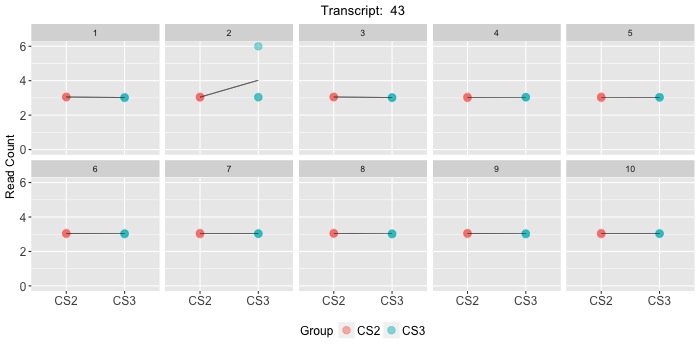 Transcript: 43
1 2 3 4 5
6
4
2
0
Read Count
6 7 8 9 10
6
4
2
0
CS2 CS3 CS2 CS3 CS2 CS3 CS2 CS3 CS2 CS3
Group CS2 CS3